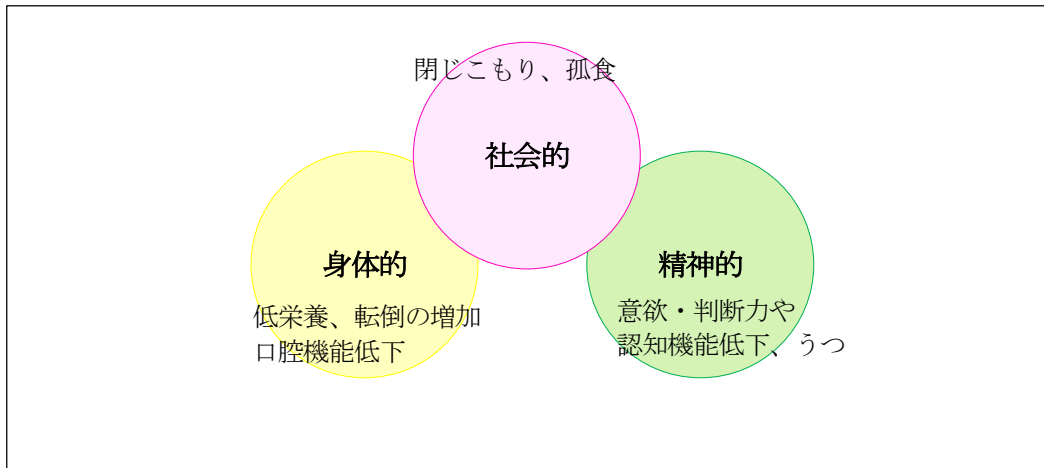 閉じこもり、孤食
社会的
身体的
低栄養、転倒の増加
口腔機能低下
精神的
意欲・判断力や
認知機能低下、うつ